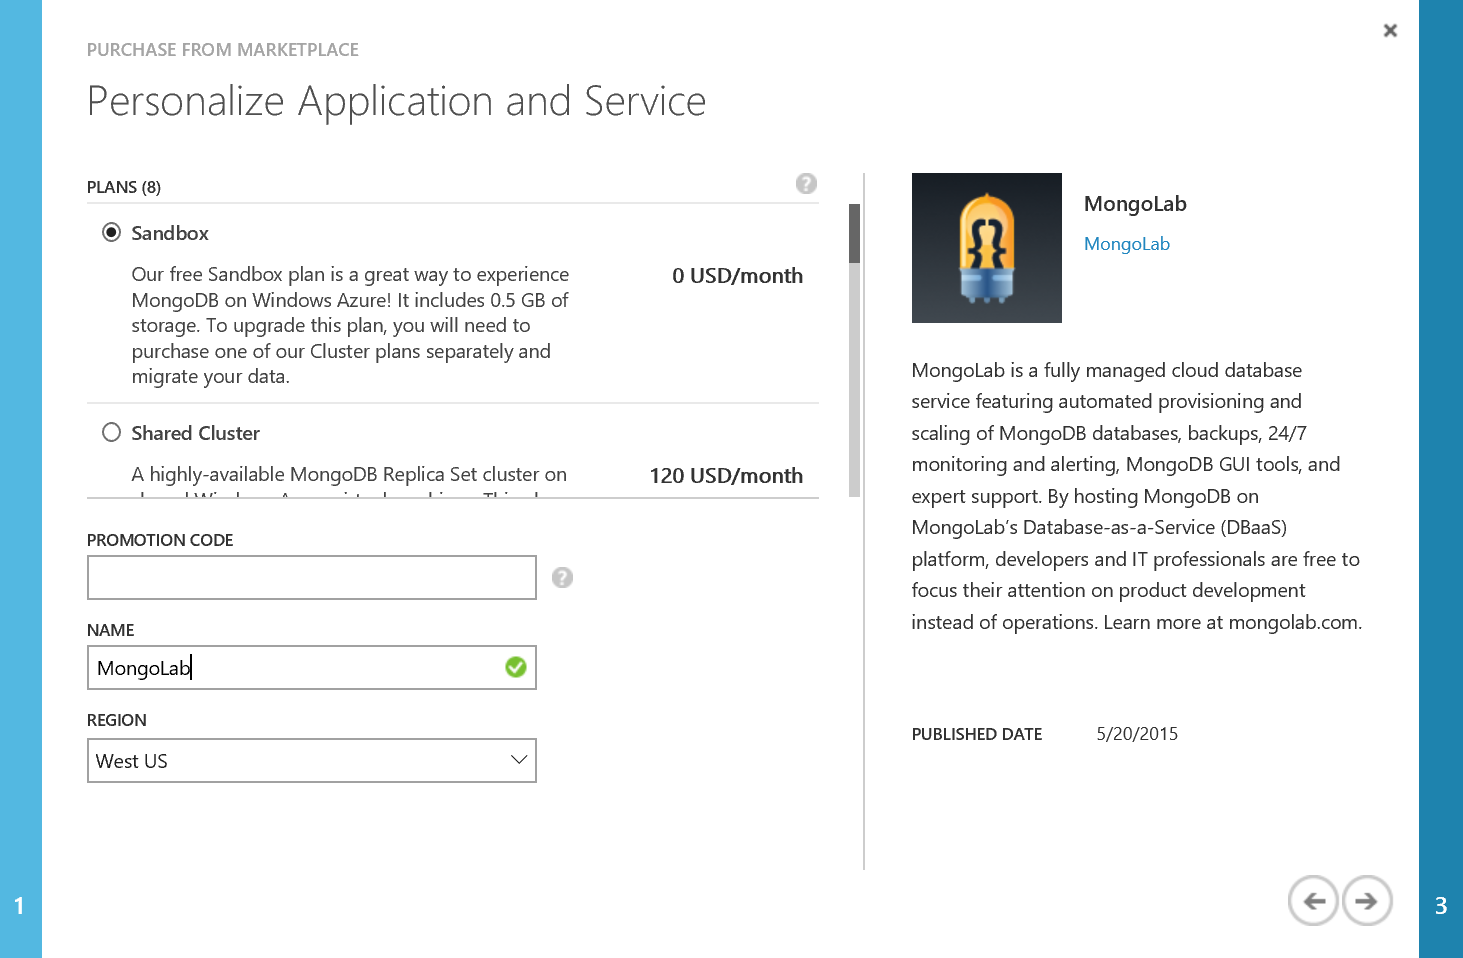 PURCHASE FROM MARKETPLACE
Personalize Application and Service
PLANS (8)
?
Sandbox
Our free Sandbox plan is a great way to experience
MongoDB on Windows Azure! It includes 0.5 GB of
storage. To upgrade this plan, you will need to
purchase one of our Cluster plans separately and
migrate your data.
0 USD/month
Shared Cluster
A highly-available MongoDB Replica Set cluster on
120 USD/month
PROMOTION CODE
?
NAME
MongoLab
REGION
West US
MongoLab
MongoLab
MongoLab is a fully managed cloud database
service featuring automated provisioning and
scaling of MongoDB databases, backups, 24/7
monitoring and alerting, MongoDB GUI tools, and
expert support. By hosting MongoDB on
MongoLab’s Database-as-a-Service (DBaaS)
platform, developers and IT professionals are free to
focus their attention on product development
instead of operations. Learn more at mongolab.com.
PUBLISHED DATE 5/20/2015
1
3